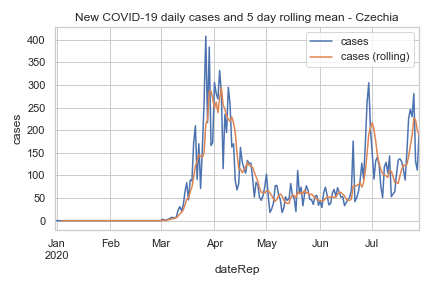 New COVID-19 daily cases and 5 day rolling mean - Czechia
cases
cases (rolling)
400
350
300
250
200
150
100
50
0
cases
Jan Feb Mar Apr May Jun Jul
2020
dateRep